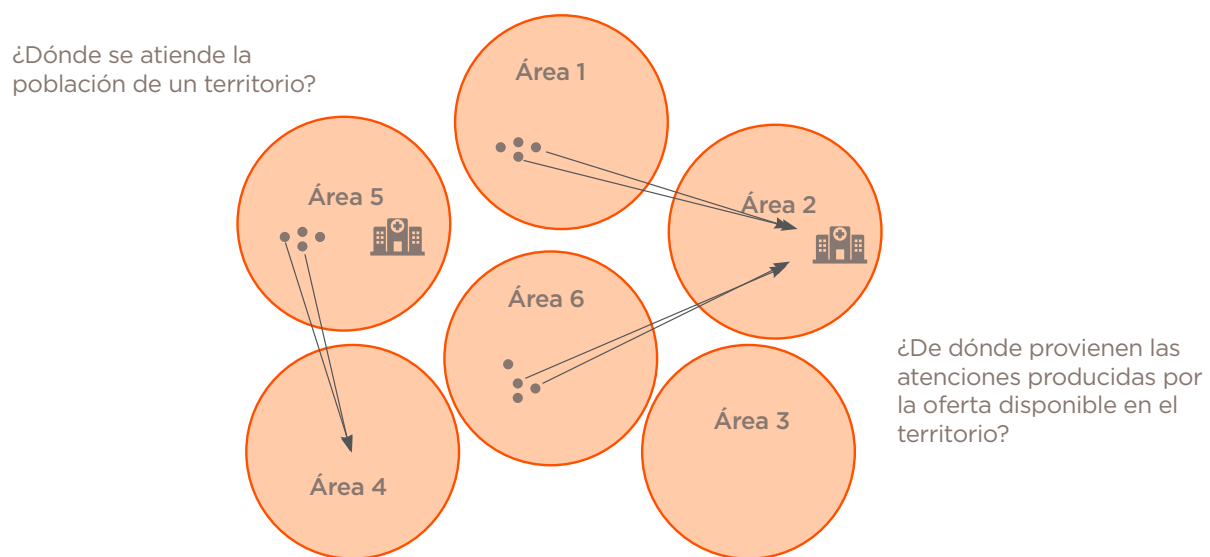 ¿Dónde se atiende la
población de un territorio?
Área 1
Área 5
Área 2
Área 6
¿De dónde provienen las
atenciones producidas por
la oferta disponible en el
territorio?
Área 3
Área 4